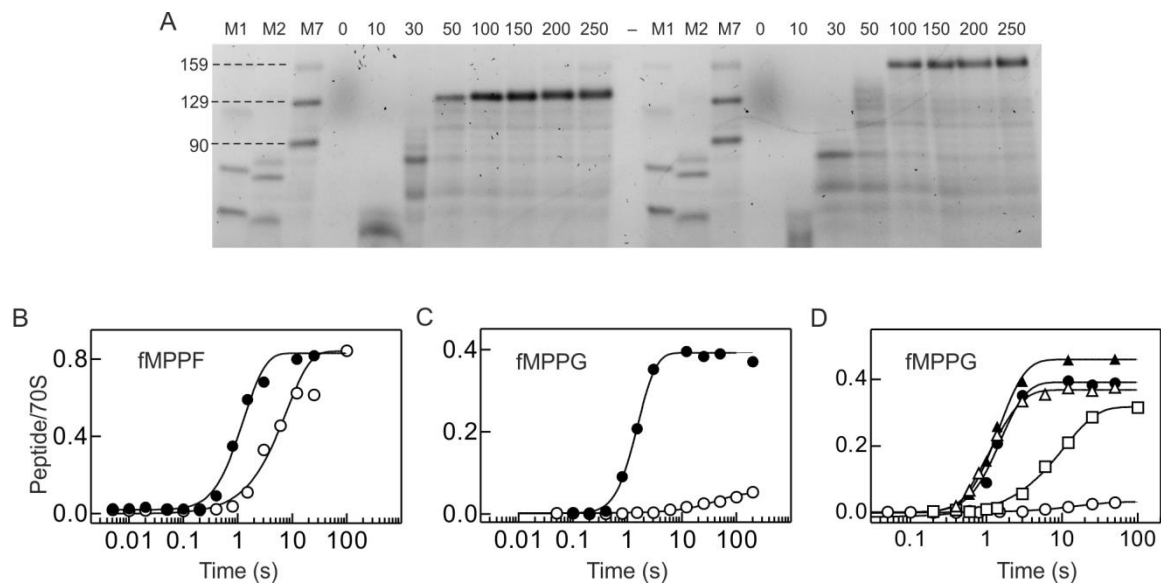 A
M1 M2 M7 0 10 30 50 100 150 200 250 – M1 M2 M7 0 10 30 50 100 150 200 250
159
129
90
B C D
fMPPF fMPPG fMPPG
Peptide/70S
0.8
0.4
0.0
0.4
0.2
0.0
0.4
0.2
0.0
0.01 0.1 1 10 100
0.01 0.1 1 10 100
0.1 1 10 100
Time (s) Time (s) Time (s)